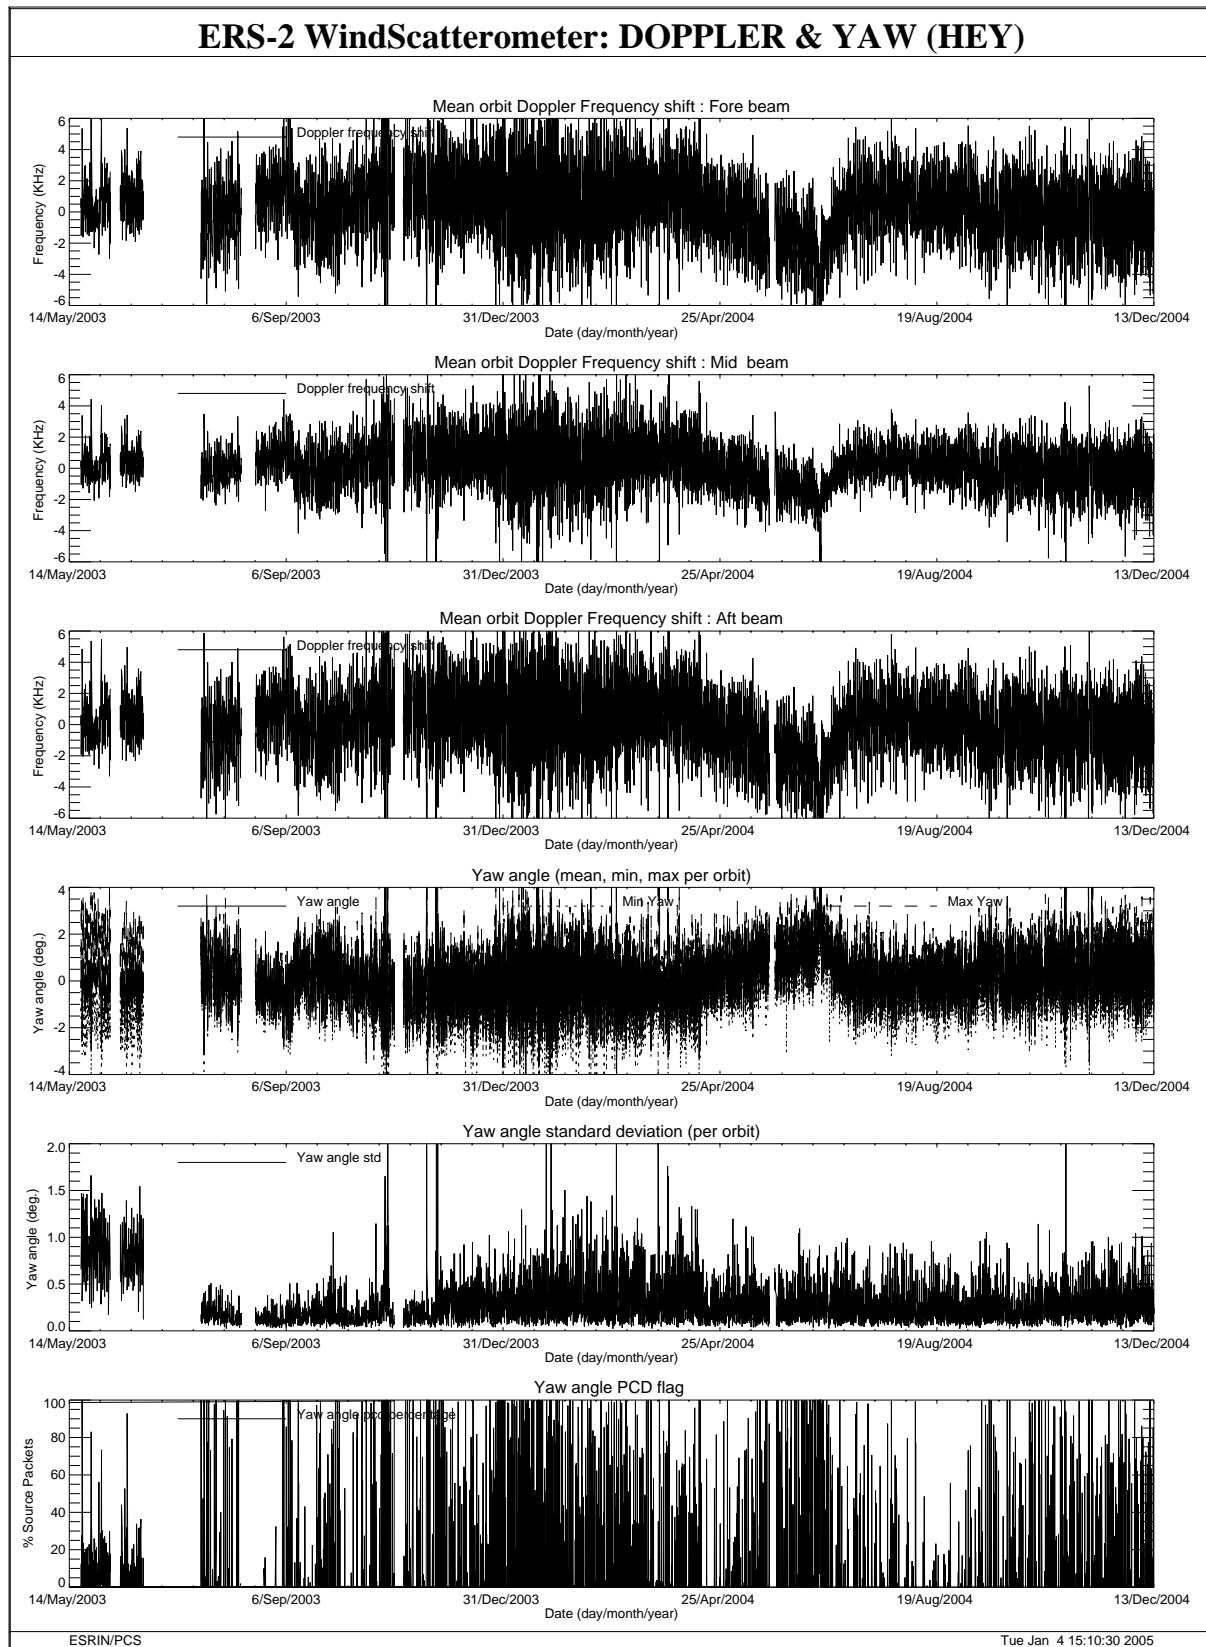 ERS-2 WindScatterometer: DOPPLER & YAW (HEY)
Mean orbit Doppler Frequency shift : Fore beam
Frequency (KHz)
6
4
2
0
-2
-4
-6
Doppler frequency shift
14/May/2003 6/Sep/2003 31/Dec/2003 25/Apr/2004 19/Aug/2004 13/Dec/2004
Date (day/month/year)
Mean orbit Doppler Frequency shift : Mid beam
Frequency (KHz)
6
4
2
0
-2
-4
-6
Doppler frequency shift
14/May/2003 6/Sep/2003 31/Dec/2003 25/Apr/2004 19/Aug/2004 13/Dec/2004
Date (day/month/year)
Mean orbit Doppler Frequency shift : Aft beam
Frequency (KHz)
6
4
2
0
-2
-4
-6
Doppler frequency shift
14/May/2003 6/Sep/2003 31/Dec/2003 25/Apr/2004 19/Aug/2004 13/Dec/2004
Date (day/month/year)
Yaw angle (mean, min, max per orbit)
Yaw angle (deg.)
4
2
0
-2
-4
Yaw angle Min Yaw Max Yaw
14/May/2003 6/Sep/2003 31/Dec/2003 25/Apr/2004 19/Aug/2004 13/Dec/2004
Date (day/month/year)
Yaw angle standard deviation (per orbit)
Yaw angle (deg.)
2.0
1.5
1.0
0.5
0.0
Yaw angle std
14/May/2003 6/Sep/2003 31/Dec/2003 25/Apr/2004 19/Aug/2004 13/Dec/2004
Date (day/month/year)
Yaw angle PCD flag
% Source Packets
100
80
60
40
20
0
Yaw angle pcd percentage
14/May/2003 6/Sep/2003 31/Dec/2003 25/Apr/2004 19/Aug/2004 13/Dec/2004
Date (day/month/year)
ESRIN/PCS
Tue Jan 4 15:10:30 2005